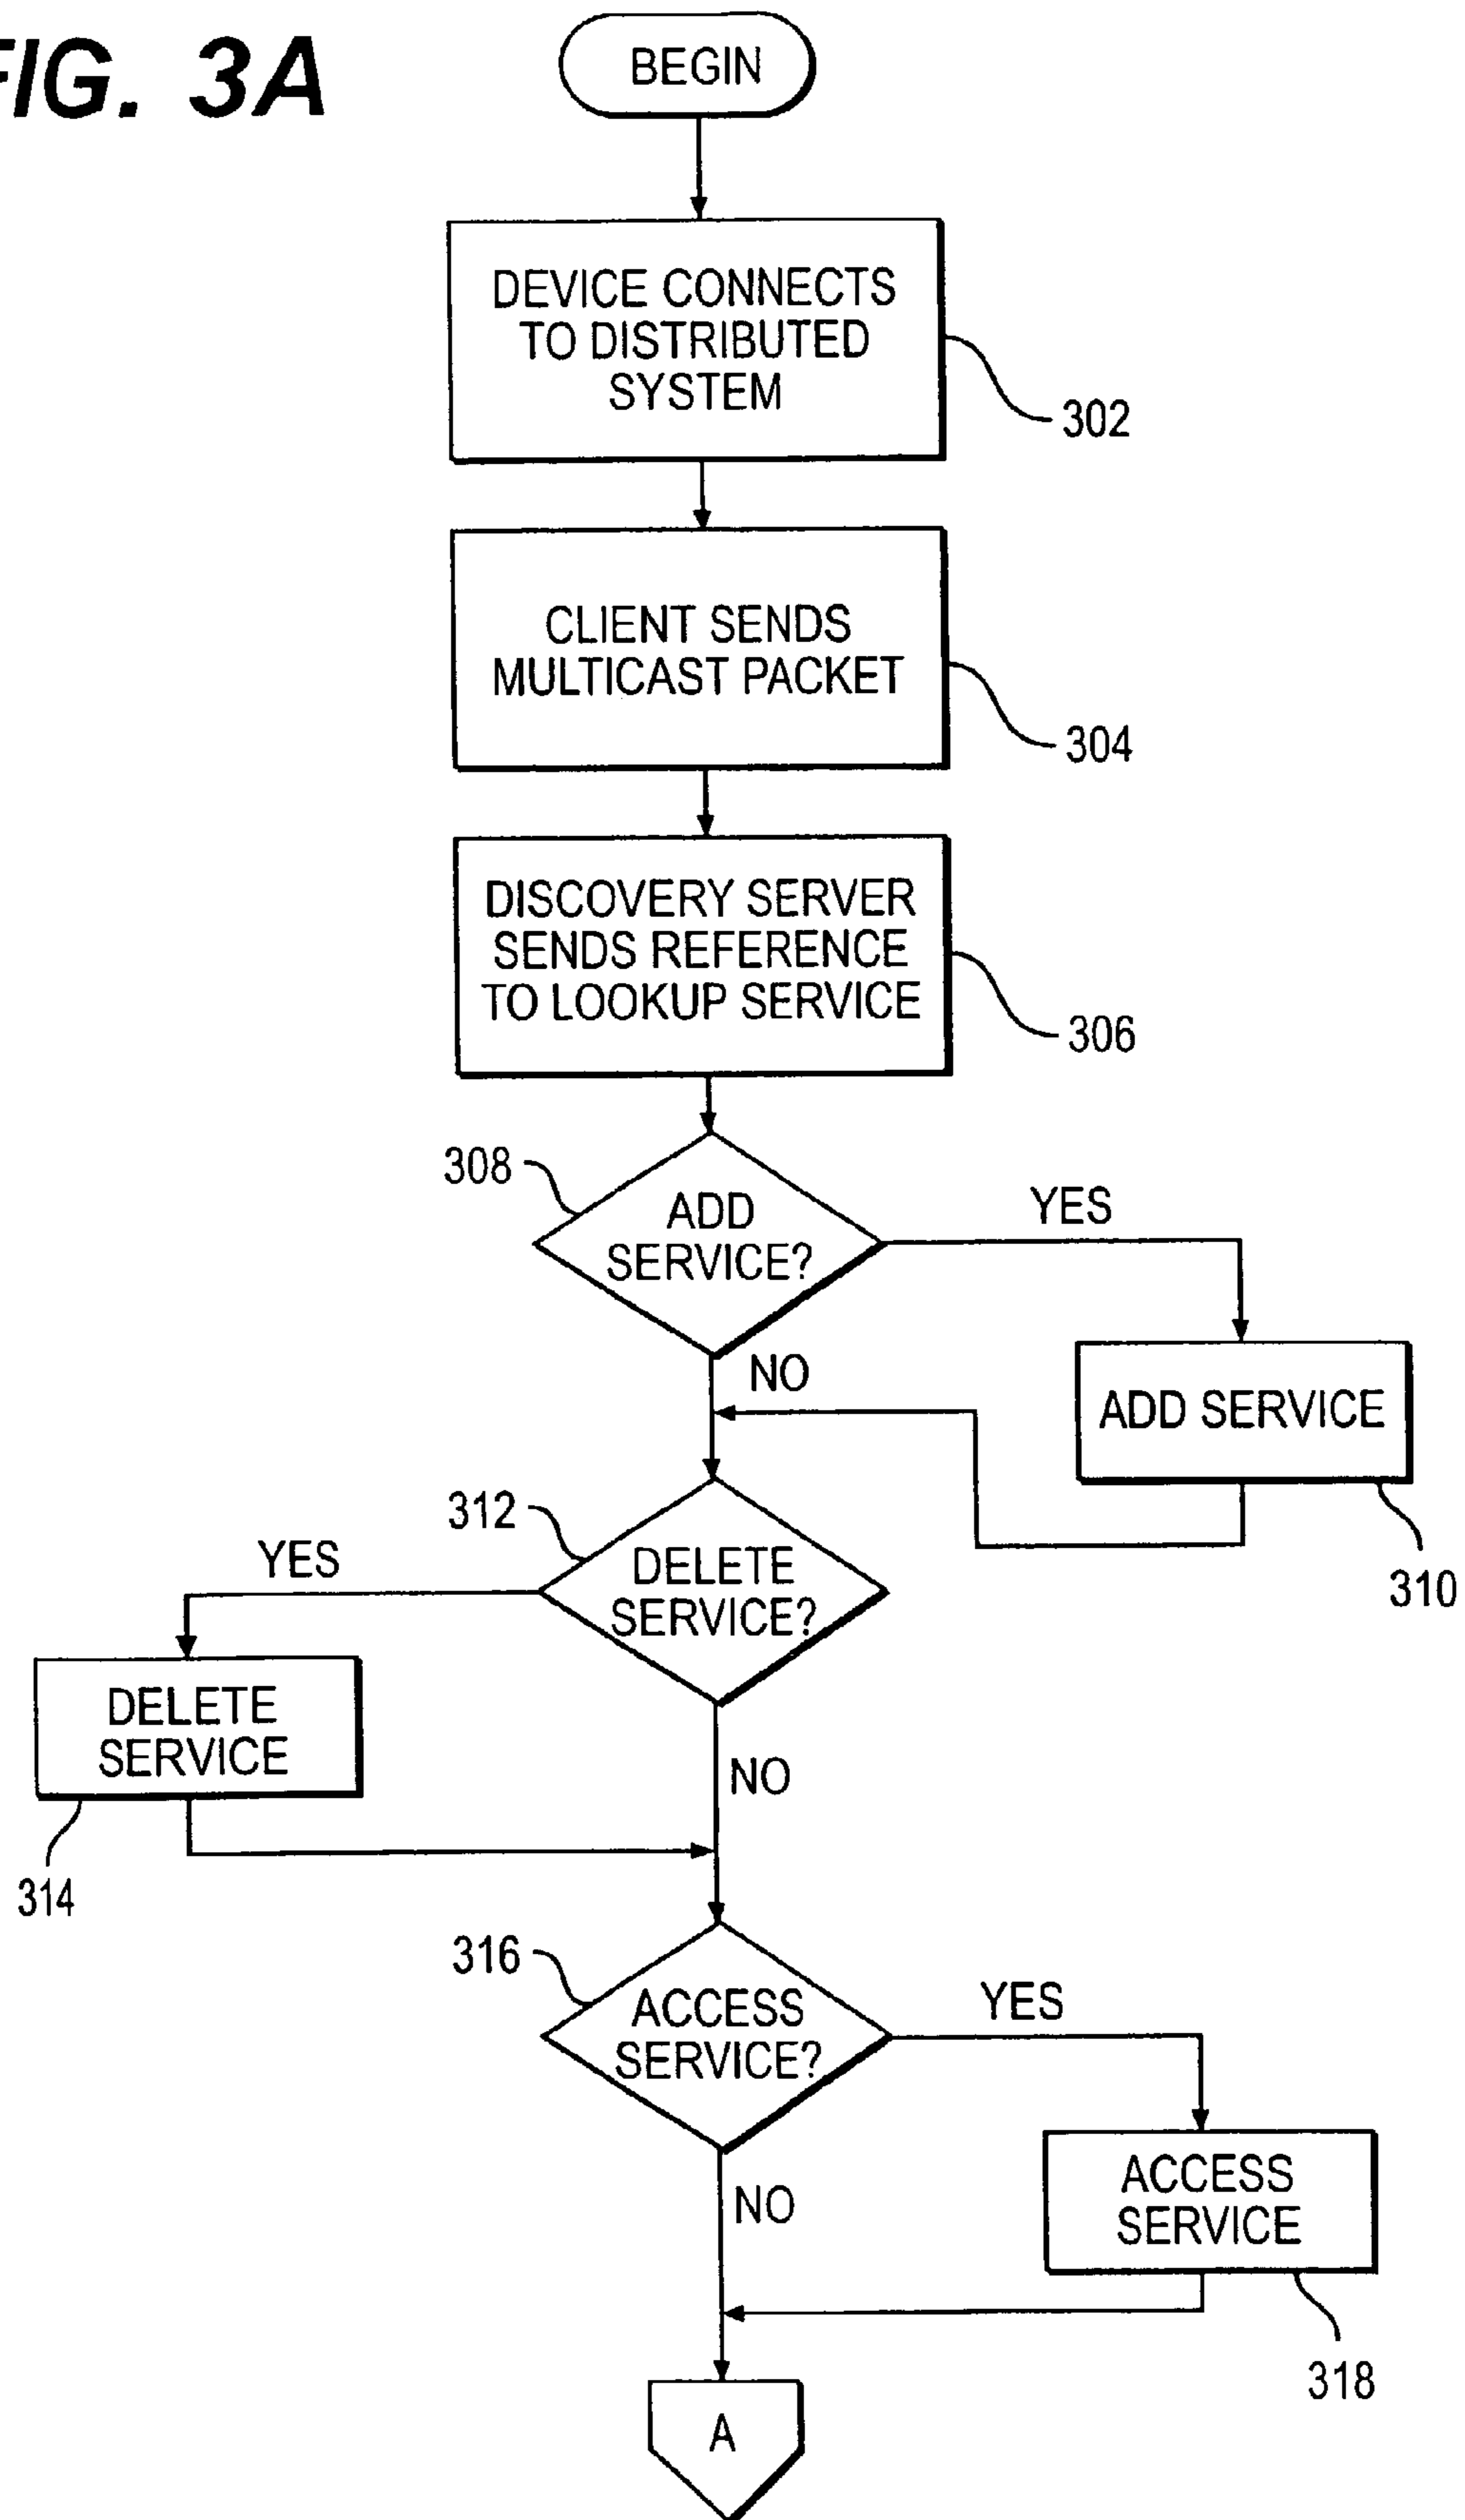 FIG. 3A
BEGIN
DEVICE CONNECTS
TO DISTRIBUTED
SYSTEM
302
CLIENT SENDS
MULTICAST PACKET
304
DISCOVERY SERVER
SENDS REFERENCE
TO LOOKUP SERVICE
306
308
ADD
SERVICE?
YES
NO
ADD SERVICE
310
312
DELETE
SERVICE?
YES
DELETE
SERVICE
NO
314
316
ACCESS
SERVICE?
YES
NO
ACCESS
SERVICE
318
A